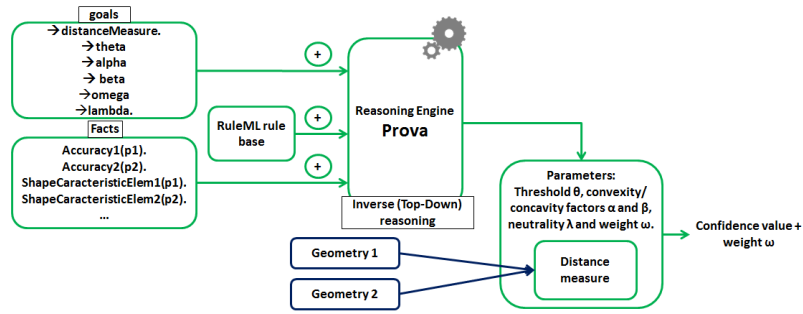 goals
→distanceMeasure.
→theta
→alpha
→ beta
→omega
→lambda.
Facts
Accuracy1(p1).
Accuracy2(p2).
ShapeCaracteristicElem1(p1).
ShapeCaracteristicElem2(p2).
...
+
RuleML rule
base
+
+
Reasoning Engine
Prova
Inverse (Top-Down)
reasoning
Geometry 1
Geometry 2
Parameters:
Threshold θ, convexity/
concavity factors α and β,
neutrality λ and weight ω.
Distance
measure
Confidence value +
weight ω